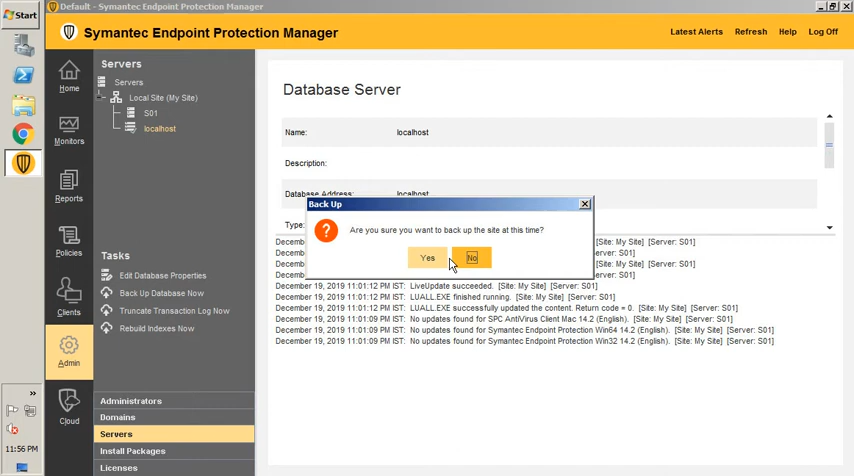 Default - Symantec Endpoint Protection Manager
Start
Symantec Endpoint Protection Manager
Latest Alerts
Refresh
Help
Log Off
Home
Monitors
Reports
Policies
Clients
Admin
Cloud
Servers
Servers
Local Site (My Site)
S01
localhost
Tasks
Edit Database Properties
Back Up Database Now
Truncate Transaction Log Now
Rebuild Indexes Now
Administrators
Domains
Servers
Install Packages
Licenses
Database Server
Name: localhost
Description:
Database Address: localhost
Type:
Back Up
Are you sure you want to back up the site at this time?
Yes
No
December [Site: My Site] [Server: S01]
December
December [Site: My Site] [Server: S01]
December
December 19, 2019 11:01:12 PM IST: LiveUpdate succeeded. [Site: My Site] [Server: S01]
December 19, 2019 11:01:12 PM IST: LUALL.EXE finished running. [Site: My Site] [Server: S01]
December 19, 2019 11:01:12 PM IST: LUALL.EXE successfully updated the content. Return code = 0. [Site: My Site] [Server: S01]
December 19, 2019 11:01:09 PM IST: No updates found for SPC AntiVirus Client Mac 14.2 (English). [Site: My Site] [Server: S01]
December 19, 2019 11:01:09 PM IST: No updates found for Symantec Endpoint Protection Win64 14.2 (English). [Site: My Site] [Server: S01]
December 19, 2019 11:01:09 PM IST: No updates found for Symantec Endpoint Protection Win32 14.2 (English). [Site: My Site] [Server: S01]
11:56 PM